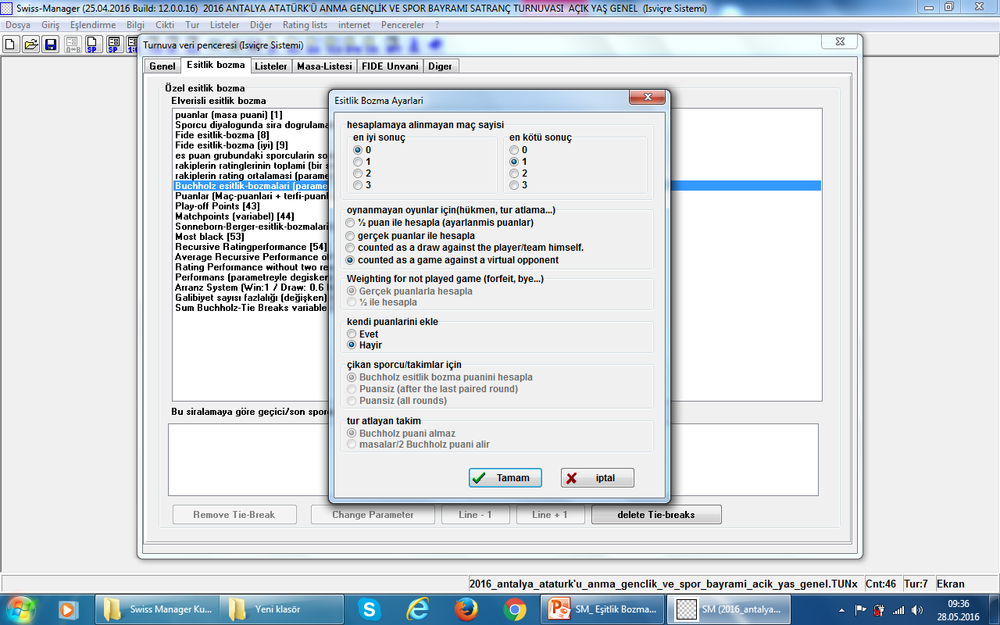 Swiss-Manager (25.04.2016 Build: 12.0.0.16)  2016 ANTALYA ATATÜRK'Ü ANMA GENÇLİK VE SPOR BAYRAMI SATRANÇ TURNUVASI  AÇIK YAŞ GENEL  (Isviçre Sistemi)
Dosya Giriş Eşlendirme Bilgi Cikti Tur Listeler Diğer Rating lists internet Pencereler ?
Turnuva veri penceresi (Isviçre Sistemi)
Genel Esitlik bozma Listeler Masa-Listesi FIDE Unvani Diger
Özel esitlik bozma
Elverisli esitlik bozma
puanlar (masa puani) [1]
Sporcu diyalogunda sira dogrulama
Fide esitlik-bozma [8]
Fide esitlik-bozma (iyi) [9]
es puan grubundaki sporcularin so
rakiplerin ratinglerinin toplami (bir s
rakiplerin rating ortalamasi (parame
Buchholz esitlik-bozmalari (parame
Puanlar (Maç-puanlari + terfi-puanl
Play-off Points [43]
Matchpoints (variabel) [44]
Sonneborn-Berger-esitlik-bozmalari
Most black [53]
Recursive Ratingperformance [54]
Average Recursive Performance of
Rating Performance without two re
Performans (parametreyle degisken
Arranz System (Win:1 / Draw: 0.6
Galibiyet sayısı fazlalığı (değişken)
Sum Buchholz-Tie Breaks variable
Bu siralamaya göre geçici/son spor
Remove Tie-Break Change Parameter Line - 1 Line + 1 delete Tie-breaks
Esitlik Bozma Ayarlari
hesaplamaya alinmayan maç sayisi
en iyi sonuç
0
1
2
3
en kötü sonuç
0
1
2
3
oynanmayan oyunlar için(hükmen, tur atlama...)
½ puan ile hesapla (ayarlanmis puanlar)
gerçek puanlar ile hesapla
counted as a draw against the player/team himself.
counted as a game against a virtual opponent
Weighting for not played game (forfeit, bye...)
Gerçek puanlarla hesapla
½ ile hesapla
kendi puanlarini ekle
Evet
Hayir
çikan sporcu/takimlar için
Buchholz esitlik bozma puanini hesapla
Puansiz (after the last paired round)
Puansiz (all rounds)
tur atlayan takim
Buchholz puani almaz
masalar/2 Buchholz puani alir
Tamam iptal
2016_antalya_ataturk'u_anma_genclik_ve_spor_bayrami_acik_yas_genel.TUNx Cnt:46 Tur:7 Ekran
Swiss Manager Ku... Yeni klasör SM_ Eşitlik Bozma... SM (2016_antalya...
09:36
28.05.2016